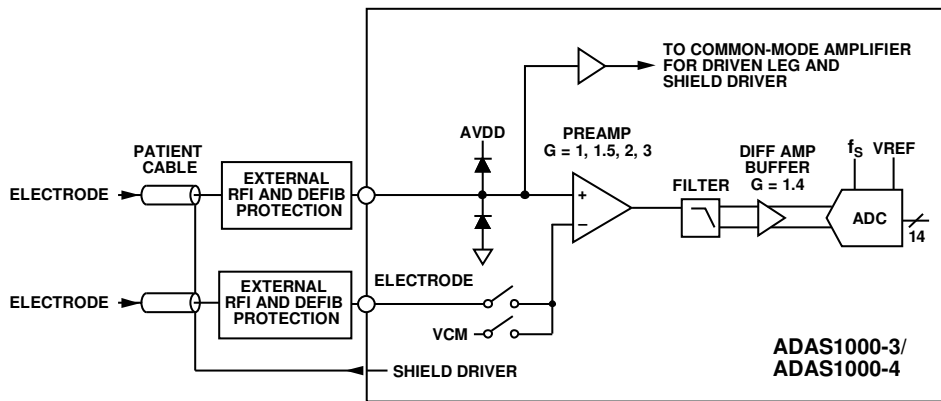 TO COMMON-MODE AMPLIFIER
FOR DRIVEN LEG AND
SHIELD DRIVER
AVDD
PREAMP
G = 1, 1.5, 2, 3
PATIENT
CABLE
DIFF AMP
BUFFER
G = 1.4
fS VREF
EXTERNAL
RFI AND DEFIB
PROTECTION
FILTER
ELECTRODE
+
–
ADC
14
ELECTRODE
EXTERNAL
RFI AND DEFIB
PROTECTION
ELECTRODE
VCM
SHIELD DRIVER
ADAS1000-3/
ADAS1000-4